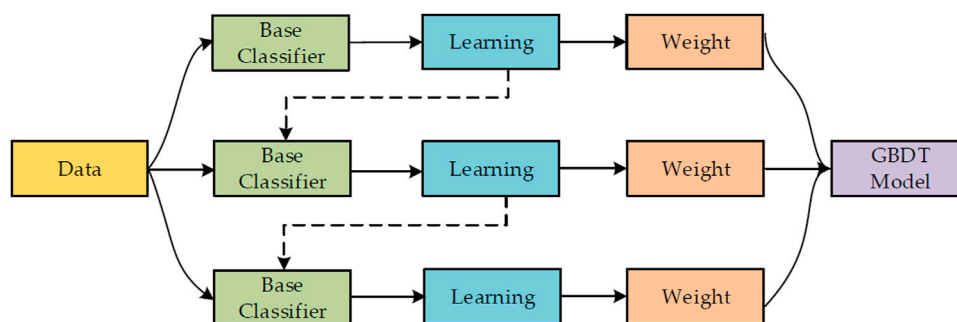 Base
Classifier
Learning
Weight
Data
Base
Classifier
Learning
Weight
GBDT
Model
Base
Classifier
Learning
Weight